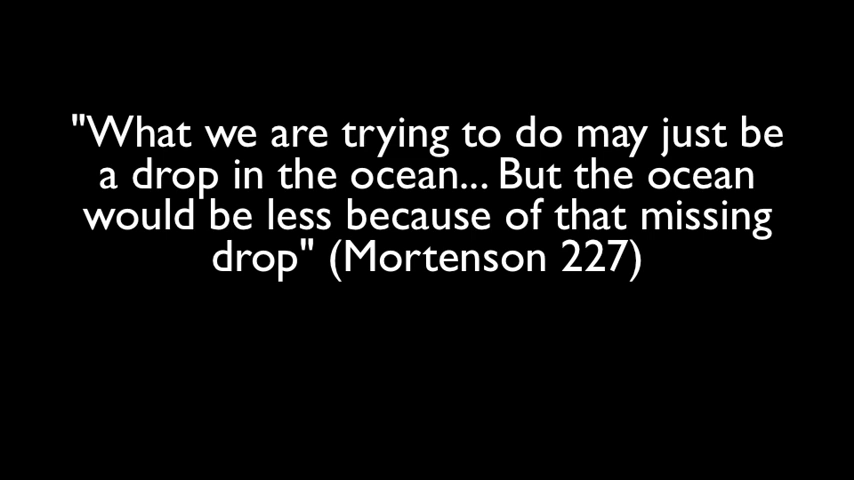 "What we are trying to do may just be
a drop in the ocean... But the ocean
would be less because of that missing
drop" (Mortenson 227)